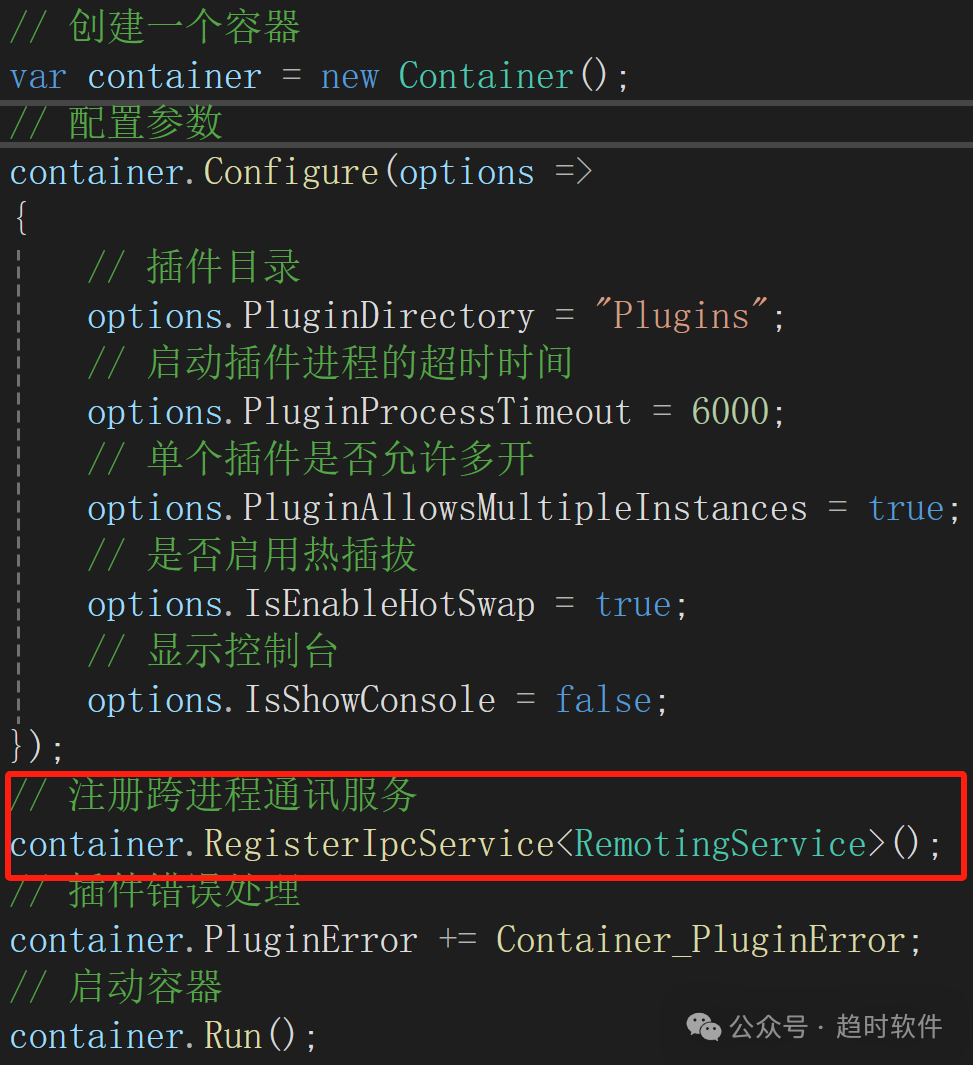 // 创建一个容器
var container = new Container();
// 配置参数
container.Configure(options =>
{
    // 插件目录
    options.PluginDirectory = "Plugins";
    // 启动插件进程的超时时间
    options.PluginProcessTimeout = 6000;
    // 单个插件是否允许多开
    options.PluginAllowsMultipleInstances = true;
    // 是否启用热插拔
    options.IsEnableHotSwap = true;
    // 显示控制台
    options.IsShowConsole = false;
});
// 注册跨进程通讯服务
container.RegisterIpcService<RemotingService>();
// 插件错误处理
container.PluginError += Container_PluginError;
// 启动容器
container.Run();
公众号 · 趋时软件